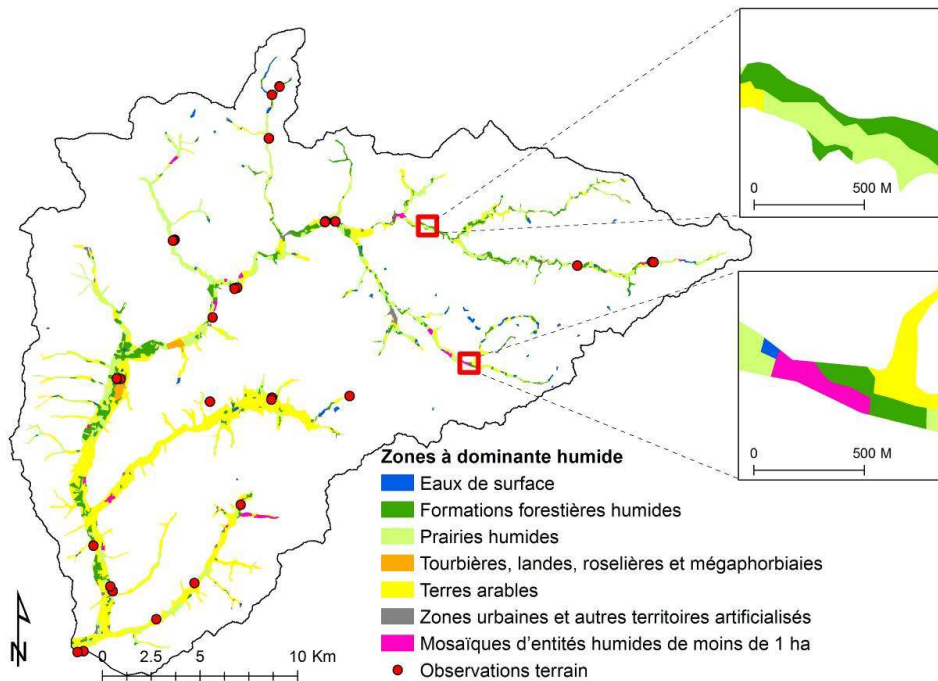 0 500 M
0 500 M
Zones à dominante humide
Eaux de surface
Formations forestières humides
Prairies humides
Tourbières, landes, roselières et mégaphorbiaies
Terres arables
Zones urbaines et autres territoires artificialisés
Mosaïques d'entités humides de moins de 1 ha
Observations terrain
N
0 2.5 5 10 Km